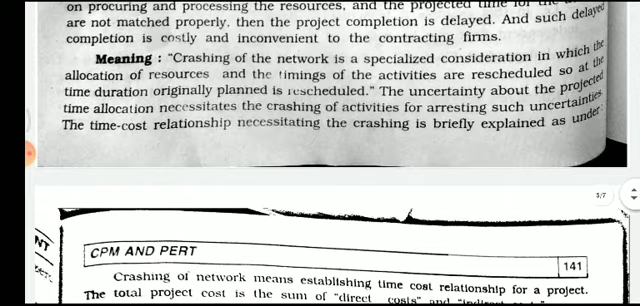 on procuring and processing the resources, and the projected time for the
are not matched properly, then the project completion is delayed. And such delayed
completion is costly and inconvenient to the contracting firms.
Meaning : "Crashing of the network is a specialized consideration in which the
allocation of resources and the timings of the activities are rescheduled so at the
time duration originally planned is rescheduled." The uncertainty about the projected
time allocation necessitates the crashing of activities for arresting such uncertainties.
The time-cost relationship necessitating the crashing is briefly explained as under:
5/7
NT
CPM AND PERT
141
Crashing of network means establishing time cost relationship for a project.
The total project cost is the sum of "direct costs" and "indirect